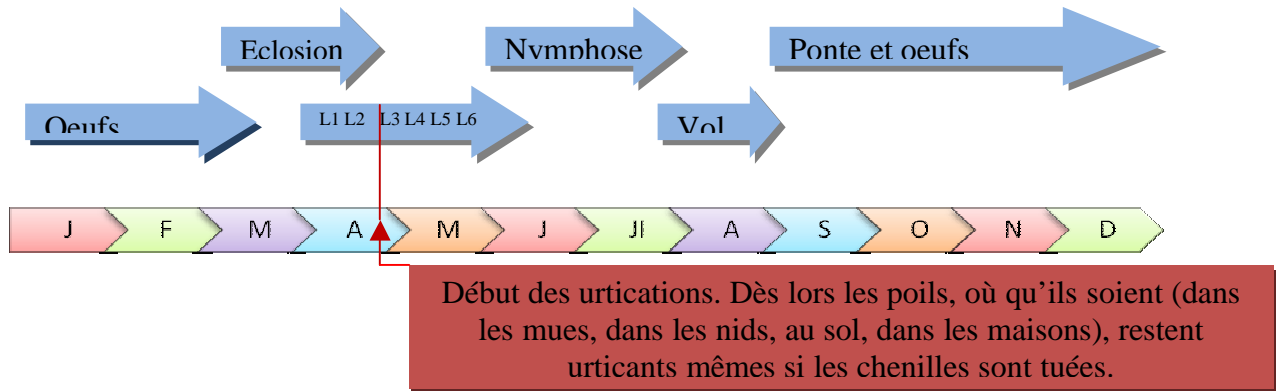 Eclosion
Nymphose
Ponte et oeufs
Oeufs
L1 L2 L3 L4 L5 L6
Vol
J F M A M J Jl A S O N D
Début des urtications. Dès lors les poils, où qu'ils soient (dans
les mues, dans les nids, au sol, dans les maisons), restent
urticants mêmes si les chenilles sont tuées.